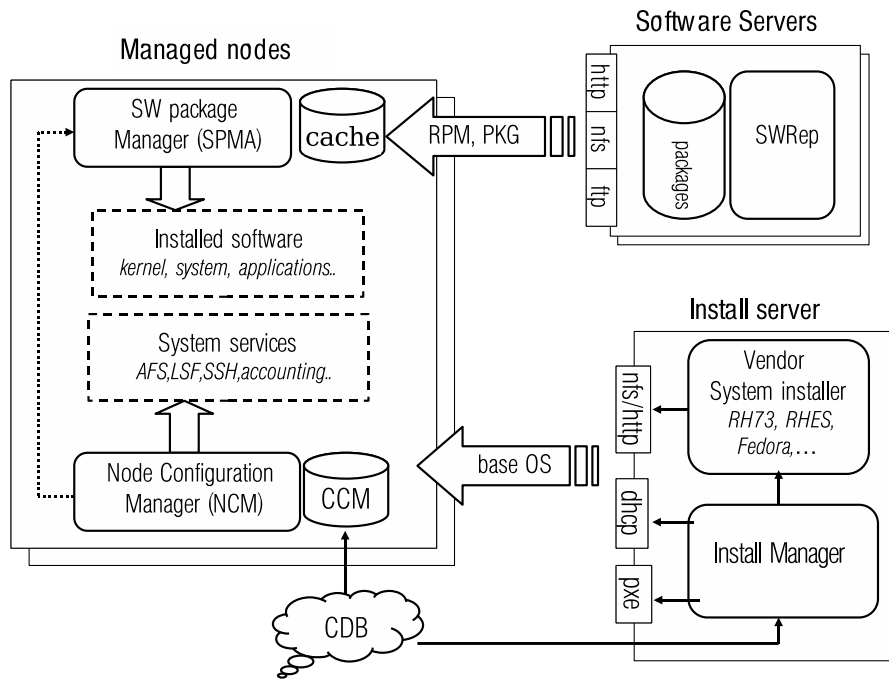 Managed nodes
SW package
Manager (SPMA)
cache
RPM, PKG
Installed software
kernel, system, applications..
System services
AFS,LSF,SSH,accounting..
Node Configuration
Manager (NCM)
CCM
base OS
CDB
Software Servers
http
nfs
ftp
packages
SWRep
Install server
nfs/http
dhcp
pxe
Vendor
System installer
RH73, RHES,
Fedora,...
Install Manager